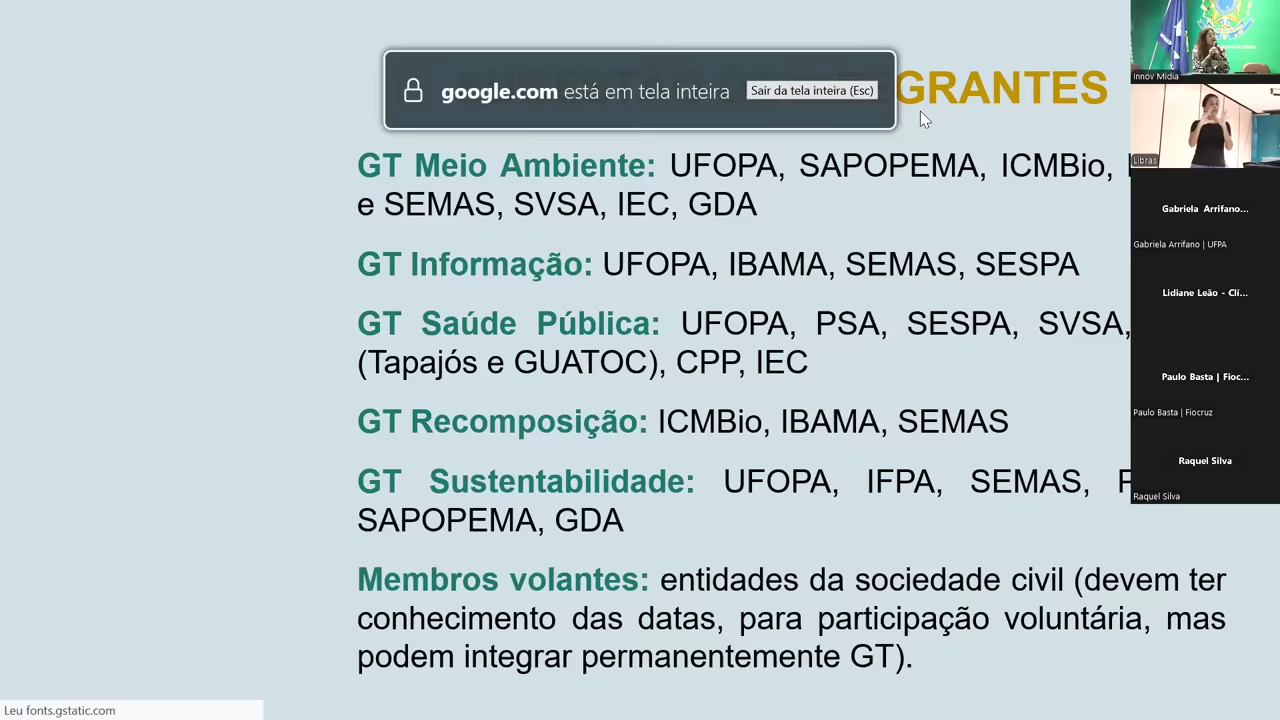 google.com está em tela inteira Sair da tela inteira (Esc)
GRANTES
GT Meio Ambiente: UFOPA, SAPOPEMA, ICMBio,
e SEMAS, SVSA, IEC, GDA
GT Informação: UFOPA, IBAMA, SEMAS, SESPA
GT Saúde Pública: UFOPA, PSA, SESPA, SVSA,
(Tapajós e GUATOC), CPP, IEC
GT Recomposição: ICMBio, IBAMA, SEMAS
GT Sustentabilidade: UFOPA, IFPA, SEMAS,
SAPOPEMA, GDA
Membros volantes: entidades da sociedade civil (devem ter
conhecimento das datas, para participação voluntária, mas
podem integrar permanentemente GT).
Leu fonts.gstatic.com
Innov Midia
Libras
Gabriela Arrifano...
Gabriela Arrifano | UFPA
Lidiane Leão - Clí...
Paulo Basta | Fioc...
Paulo Basta | Fiocruz
Raquel Silva
Raquel Silva